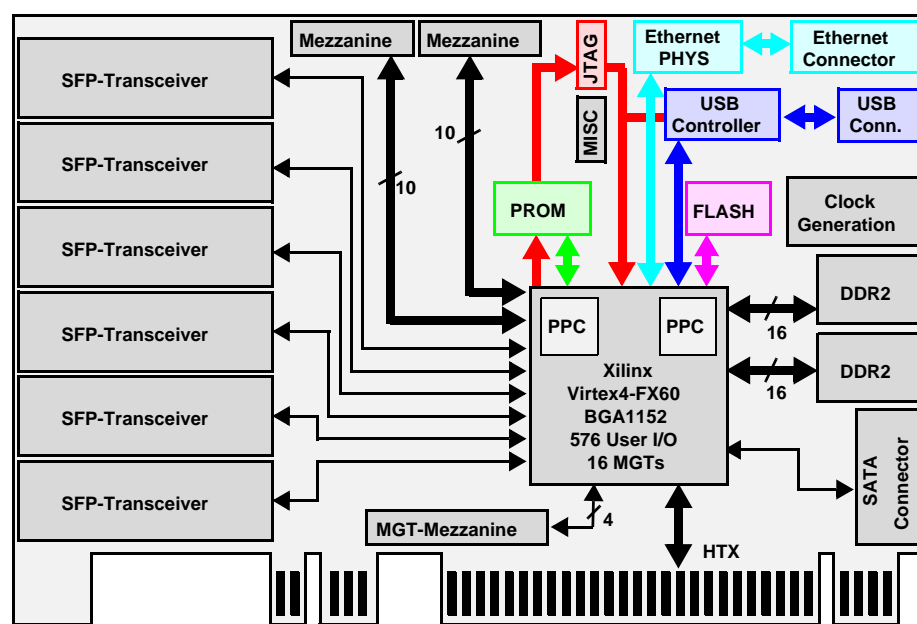 Mezzanine
Mezzanine
SFP-Transceiver
SFP-Transceiver
SFP-Transceiver
SFP-Transceiver
SFP-Transceiver
SFP-Transceiver
10
10
JTAG
MISC
Ethernet
PHYS
Ethernet
Connector
USB
Controller
USB
Conn.
PROM
FLASH
Clock
Generation
PPC
PPC
Xilinx
Virtex4-FX60
BGA1152
576 User I/O
16 MGTs
16
DDR2
16
DDR2
SATA
Connector
MGT-Mezzanine
4
HTX